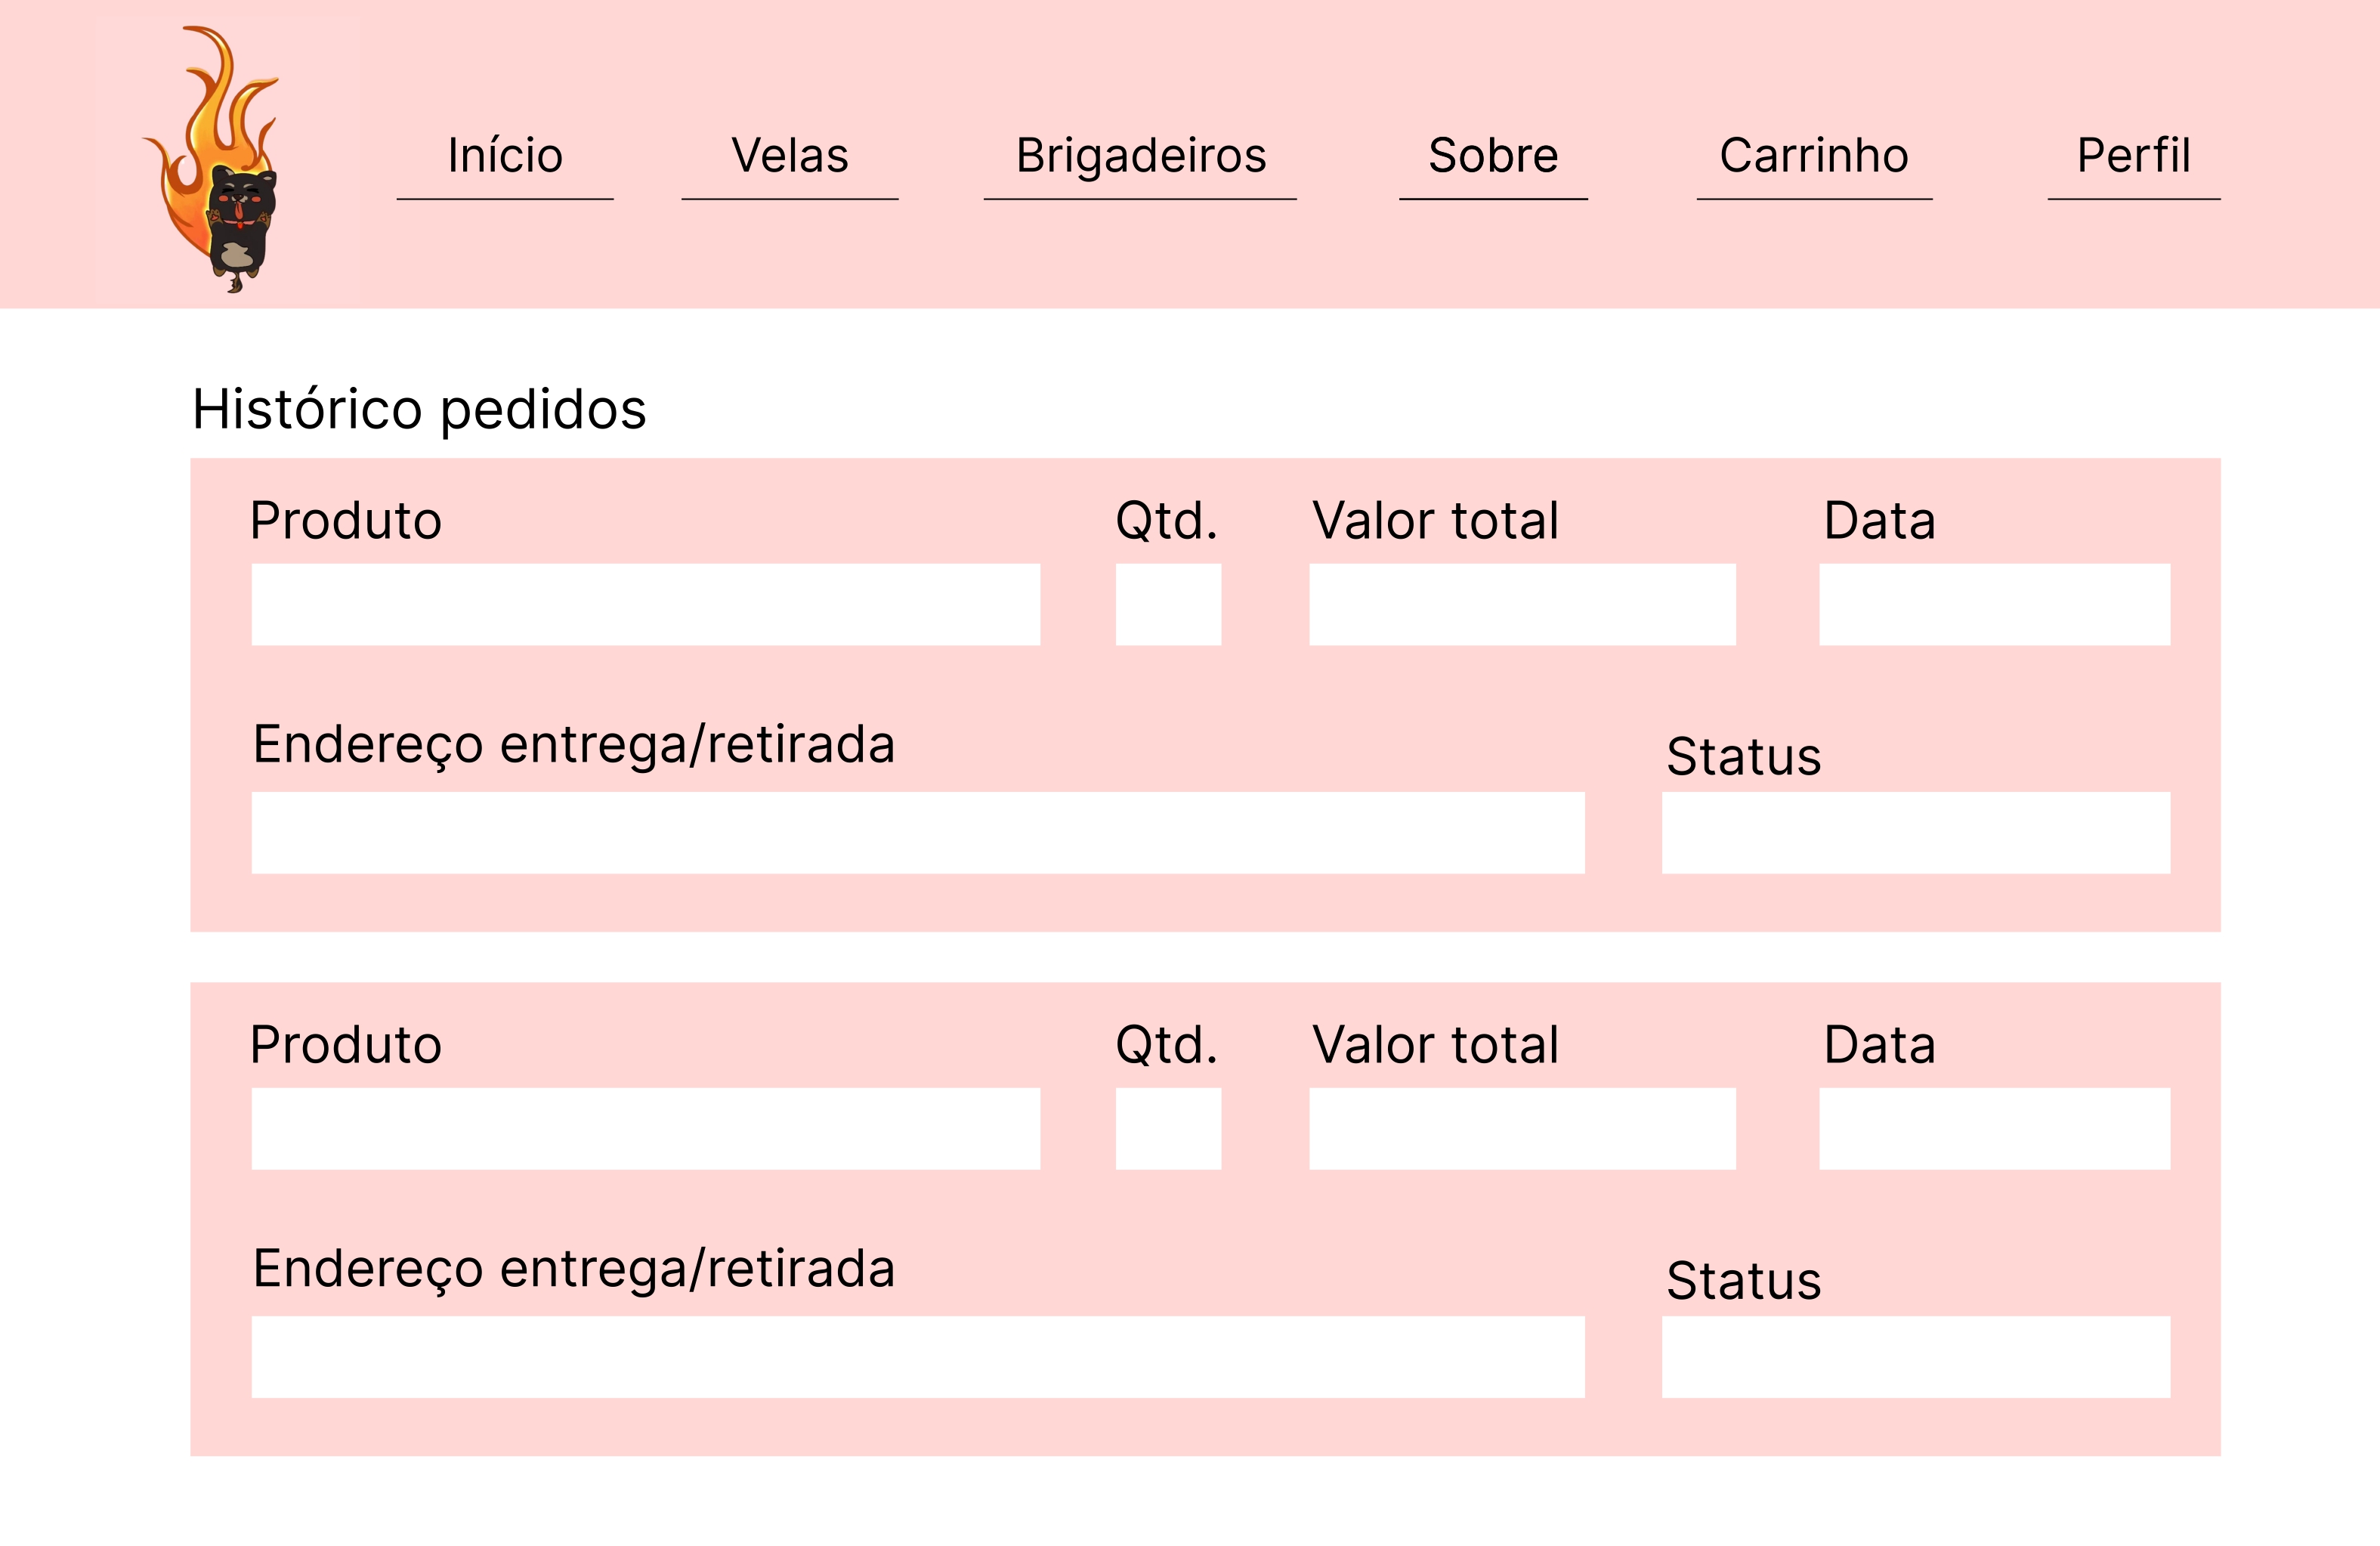 Início Velas Brigadeiros Sobre Carrinho Perfil
Histórico pedidos
Produto Qtd. Valor total Data
Endereço entrega/retirada Status
Produto Qtd. Valor total Data
Endereço entrega/retirada Status